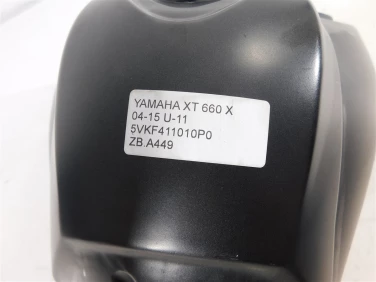 YAMAHA XT 660 X
04-15 U-11
5VKF411010P0
ZB.A449